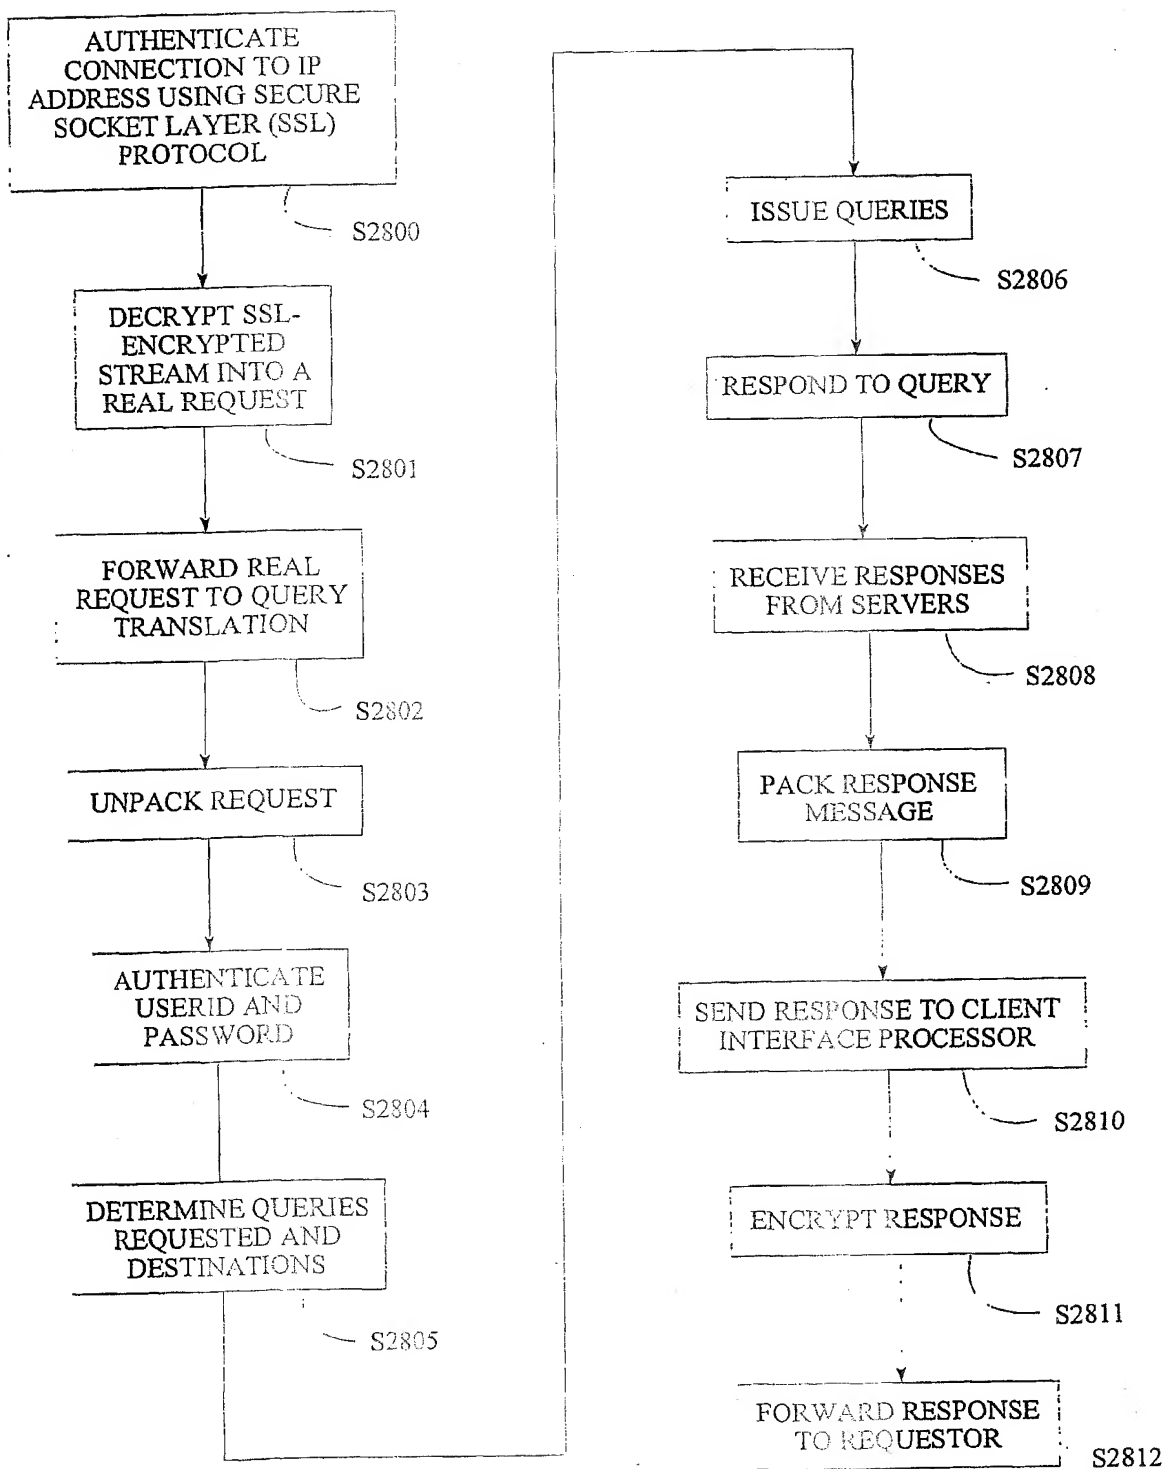 AUTHENTICATE
CONNECTION TO IP
ADDRESS USING SECURE
SOCKET LAYER (SSL)
PROTOCOL
S2800
DECRYPT SSL-
ENCRYPTED
STREAM INTO A
REAL REQUEST
S2801
FORWARD REAL
REQUEST TO QUERY
TRANSLATION
S2802
UNPACK REQUEST
S2803
AUTHENTICATE
USERID AND
PASSWORD
S2804
DETERMINE QUERIES
REQUESTED AND
DESTINATIONS
S2805
ISSUE QUERIES
S2806
RESPOND TO QUERY
S2807
RECEIVE RESPONSES
FROM SERVERS
S2808
PACK RESPONSE
MESSAGE
S2809
SEND RESPONSE TO CLIENT
INTERFACE PROCESSOR
S2810
ENCRYPT RESPONSE
S2811
FORWARD RESPONSE
TO REQUESTOR
S2812